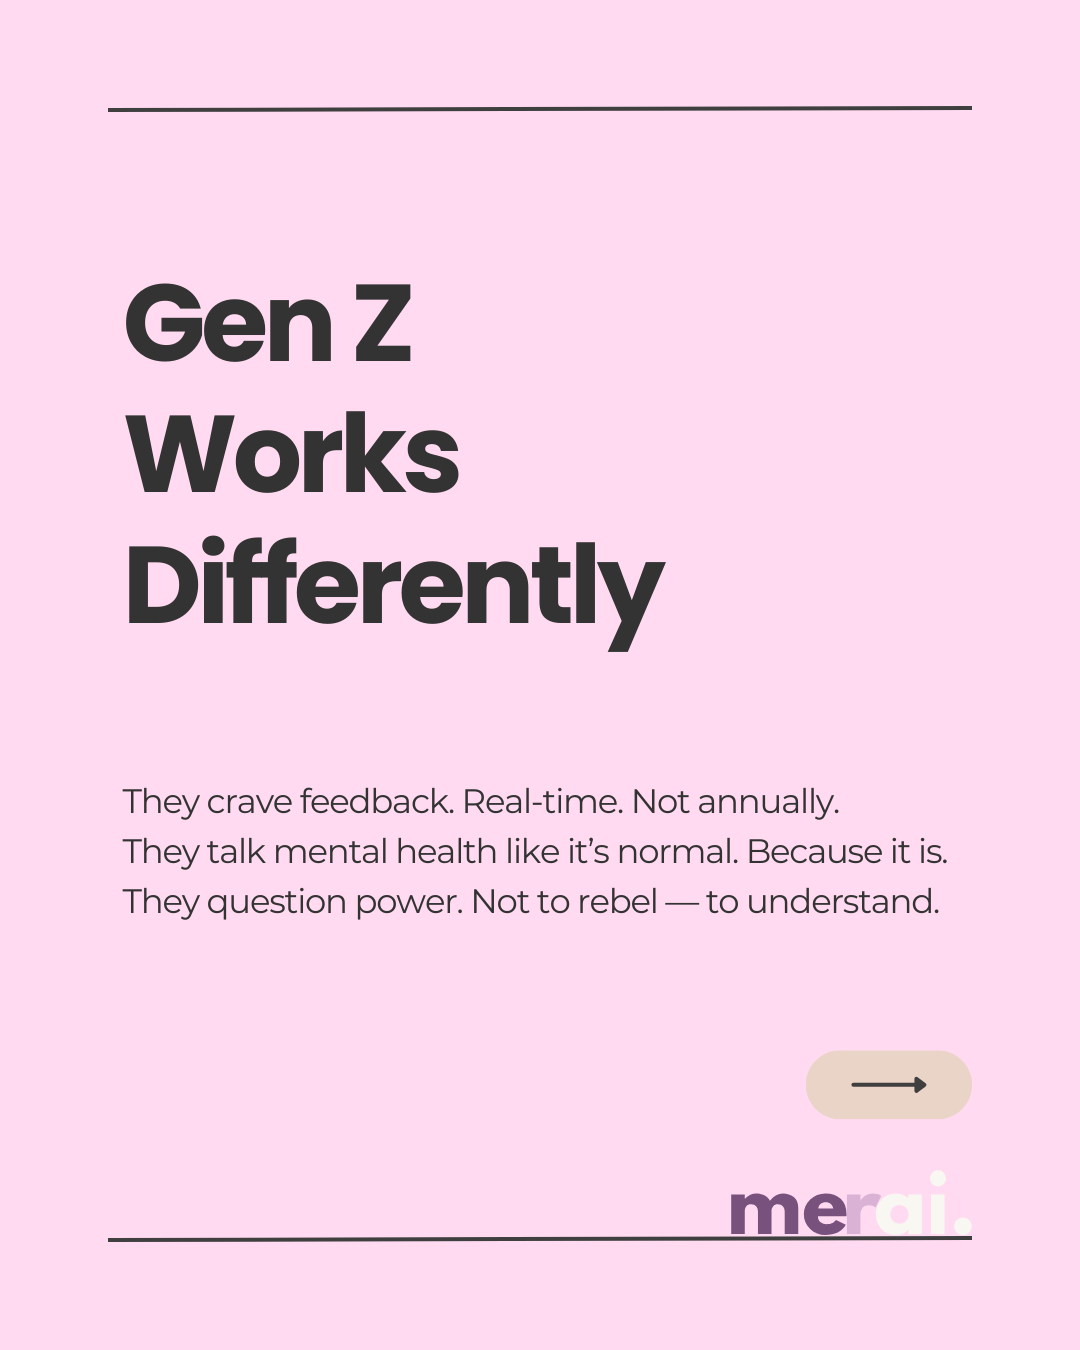 Gen Z
Works
Differently
They crave feedback. Real-time. Not annually.
They talk mental health like it’s normal. Because it is.
They question power. Not to rebel — to understand.
merai.